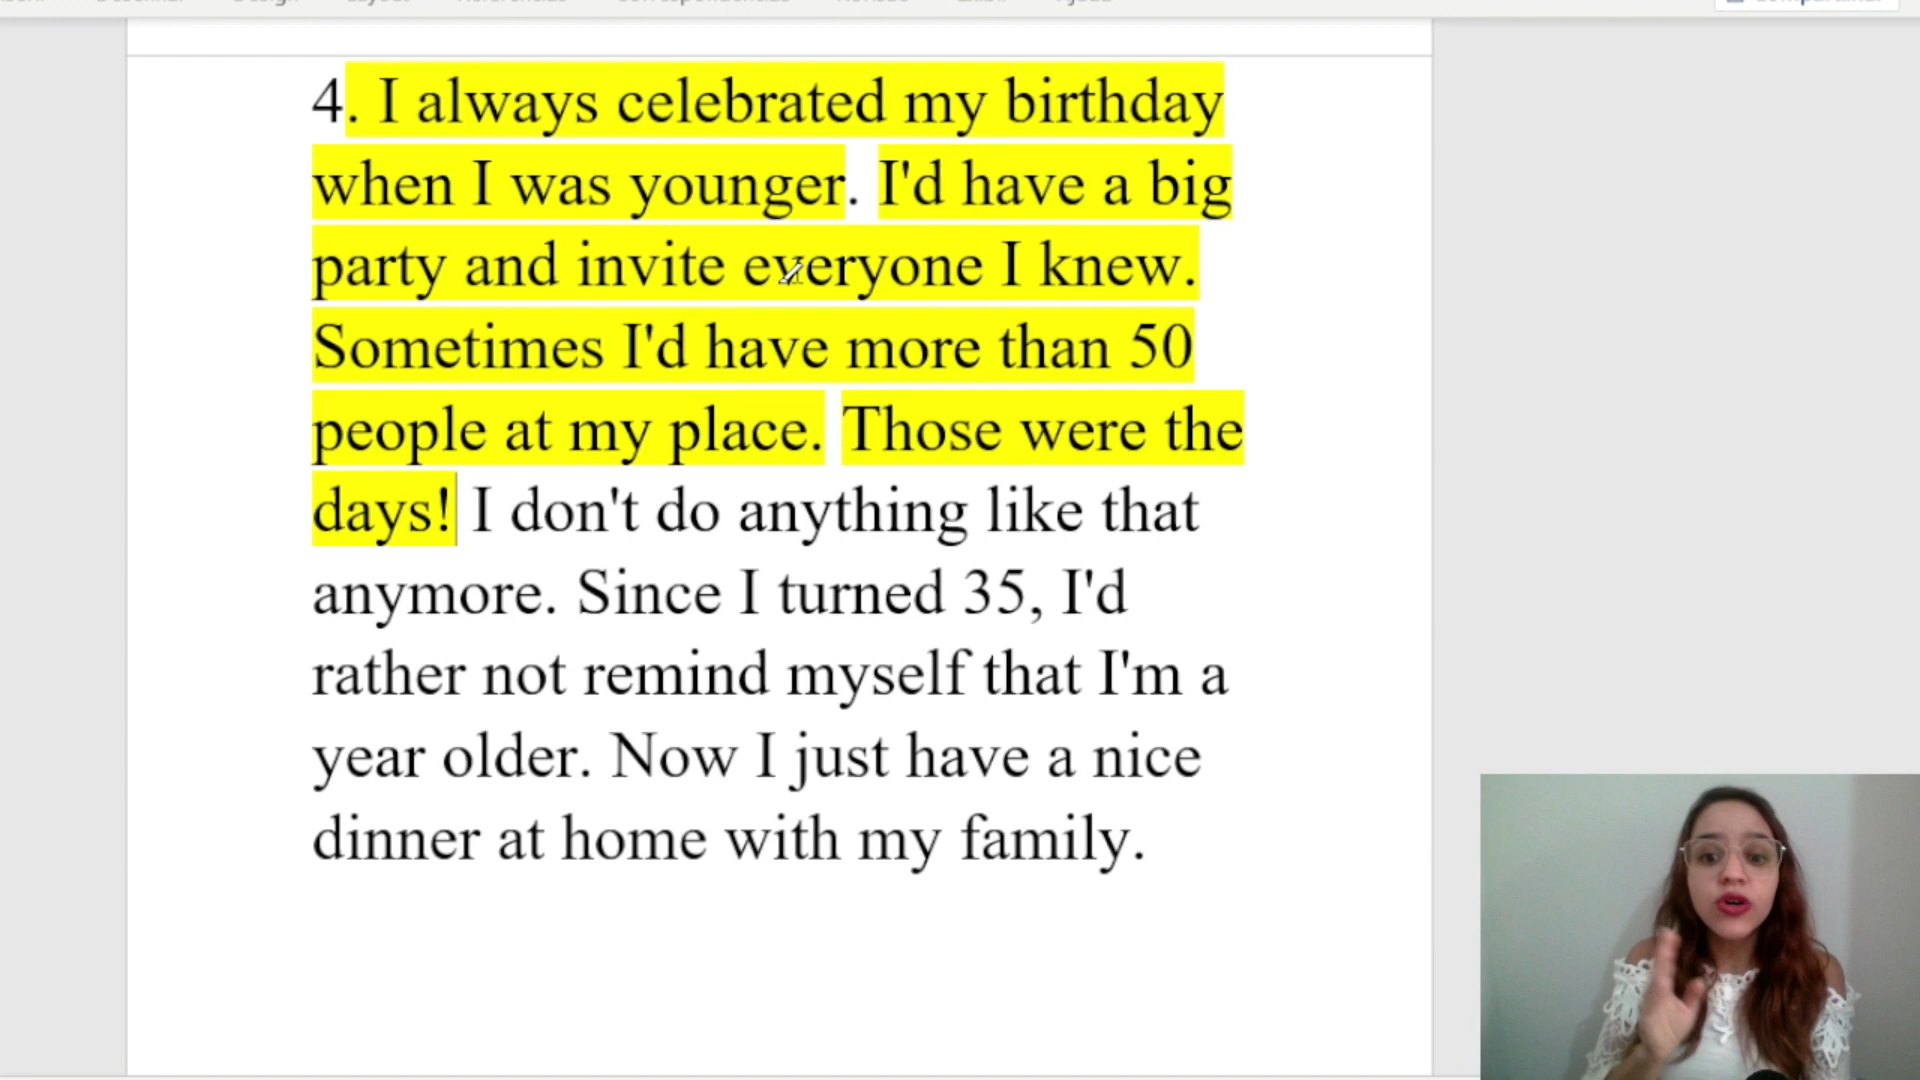 4. I always celebrated my birthday
when I was younger. I'd have a big
party and invite everyone I knew.
Sometimes I'd have more than 50
people at my place. Those were the
days! I don't do anything like that
anymore. Since I turned 35, I'd
rather not remind myself that I'm a
year older. Now I just have a nice
dinner at home with my family.